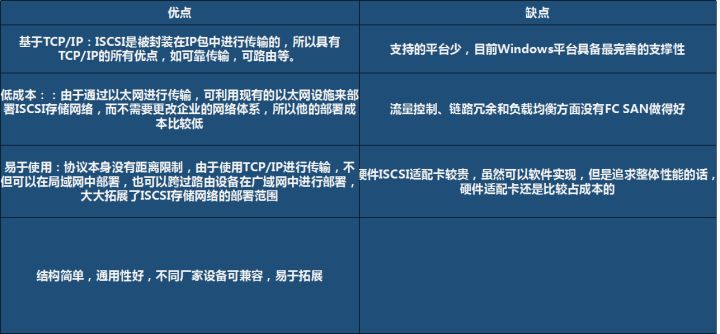 优点
缺点
基于TCP/IP：ISCSI是被封装在IP包中进行传输的，所以具有
TCP/IP的所有优点，如可靠传输，可路由等。
支持的平台少，目前Windows平台具备最完善的支撑性
低成本：：由于通过以太网进行传输，可利用现有的以太网设施来部
署ISCSI存储网络，而不需要更改企业的网络体系，所以他的部署成
本比较低
流量控制、链路冗余和负载均衡方面没有FC SAN做得好
易于使用：协议本身没有距离限制，由于使用TCP/IP进行传输，不
但可以在局域网中部署，也可以跨过路由设备在广域网中进行部署，
大大拓展了ISCSI存储网络的部署范围
硬件ISCSI适配卡较贵，虽然可以软件实现，但是追求整体性能的话，
硬件适配卡还是比较占成本的
结构简单，通用性好，不同厂家设备可兼容，易于拓展